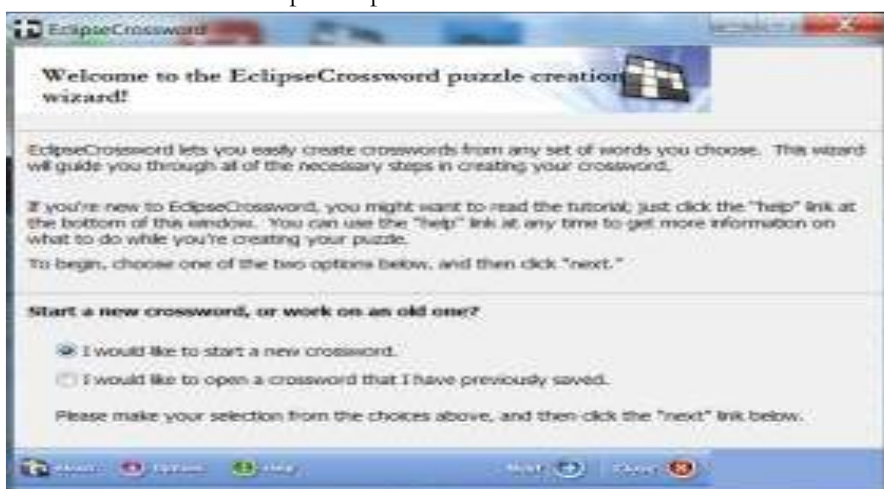 EclipseCrossword
Welcome to the EclipseCrossword puzzle creation
wizard!
EclipseCrossword lets you easily create crosswords from any set of words you choose. This wizard
will guide you through all of the necessary steps in creating your crossword.
If you're new to EclipseCrossword, you might want to read the tutorial; just click the "help" link at
the bottom of this window. You can use the "help" link at any time to get more information on
what to do while you're creating your puzzle.
To begin, choose one of the two options below, and then click "next."
Start a new crossword, or work on an old one?
I would like to start a new crossword.
I would like to open a crossword that I have previously saved.
Please make your selection from the choices above, and then click the "next" link below.
Options Help Next Close